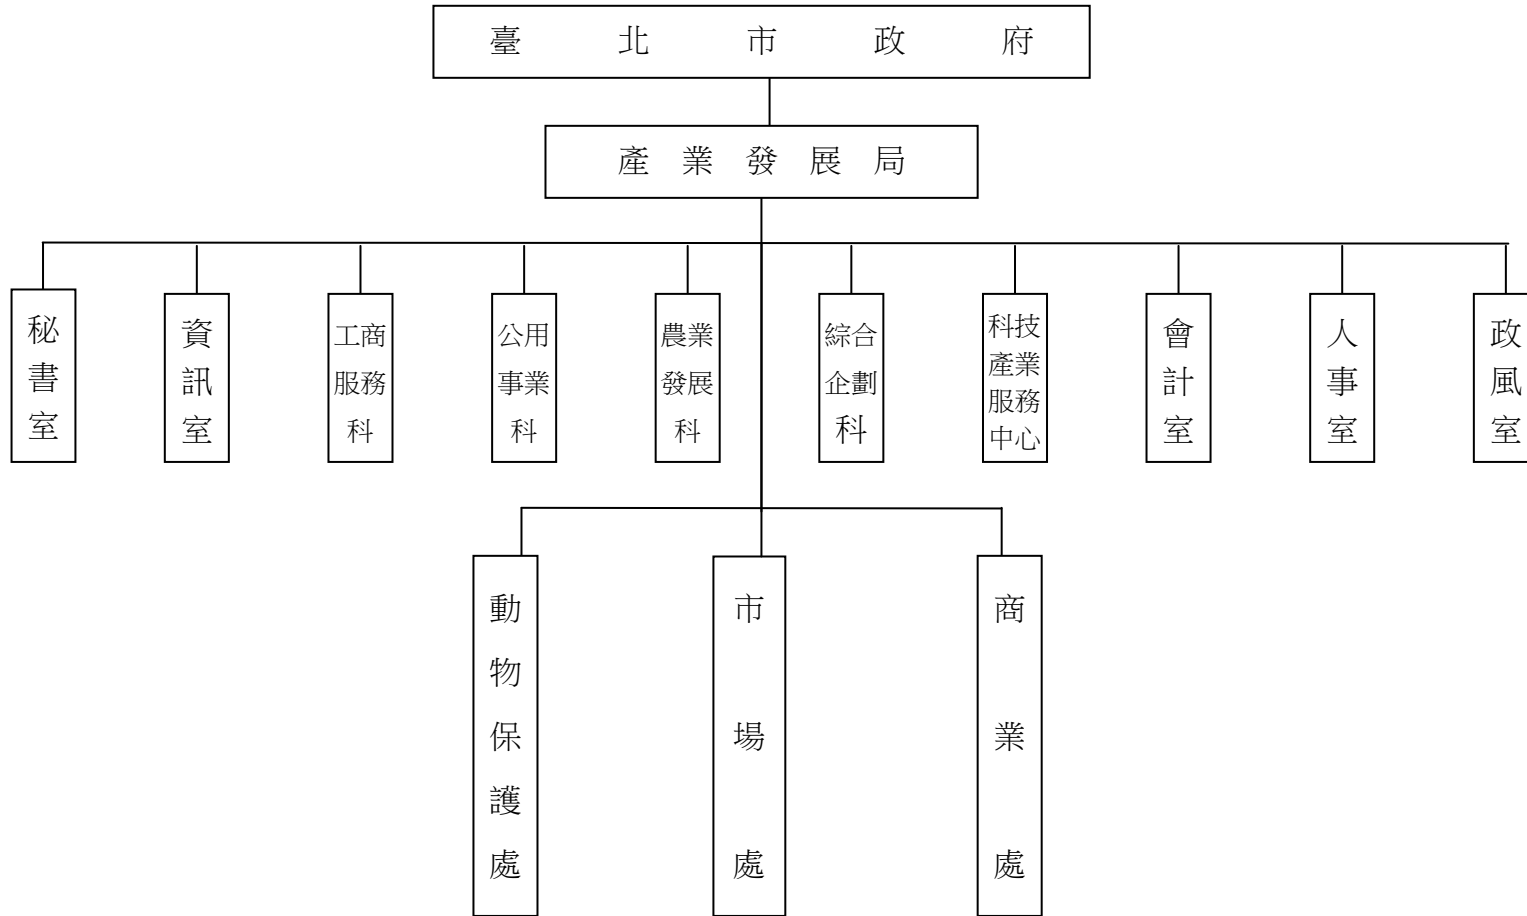 臺北市政府
產業發展局
秘書室
資訊室
工商
服務
科
公用
事業
科
農業
發展
科
綜合
企劃
科
科技
產業
服務
中心
會計室
人事室
政風室
動物保護處
市場處
商業處